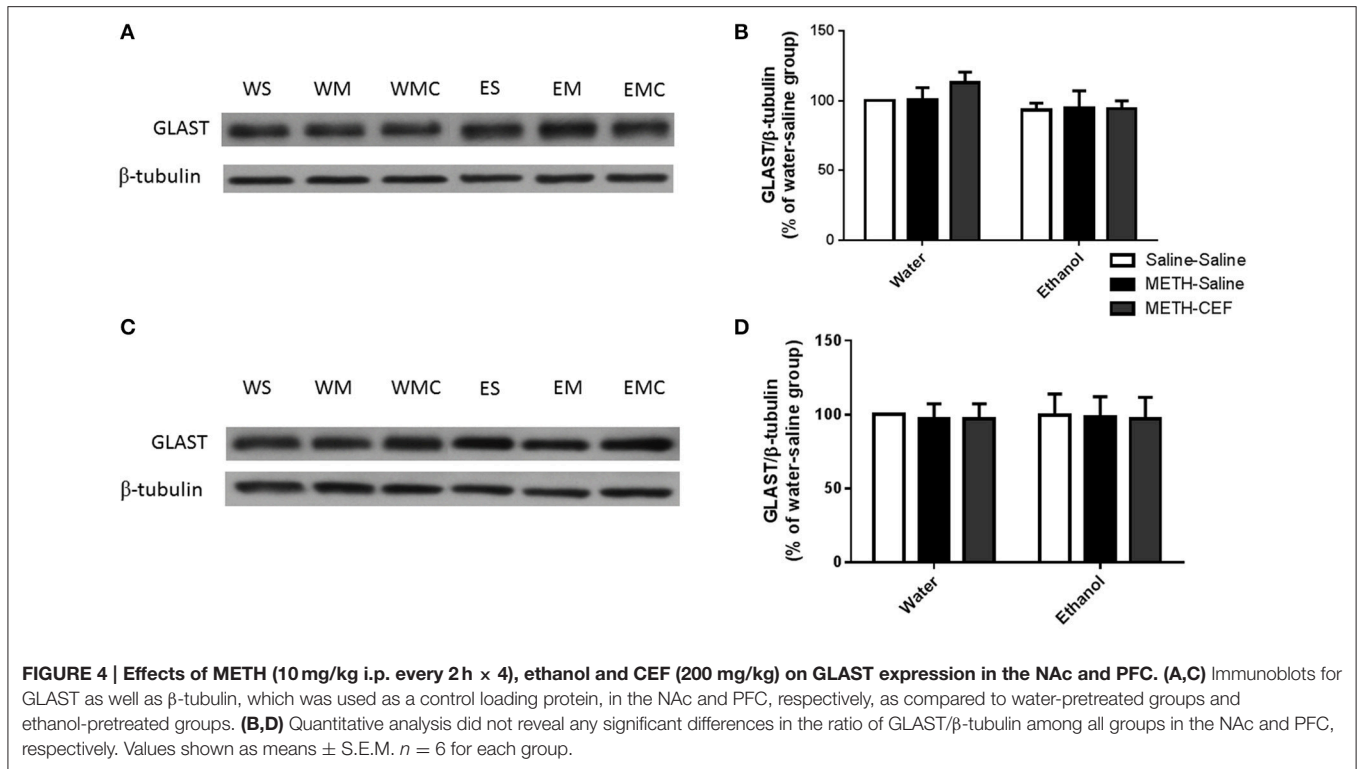 A
WS WM WMC ES EM EMC
GLAST
β-tubulin
B
GLAST/β-tubulin
(% of water-saline group)
150
100
50
0
Water
Ethanol
Saline-Saline
METH-Saline
METH-CEF
C
WS WM WMC ES EM EMC
GLAST
β-tubulin
D
GLAST/β-tubulin
(% of water-saline group)
150
100
50
0
Water
Ethanol
FIGURE 4 | Effects of METH (10 mg/kg i.p. every 2 h × 4), ethanol and CEF (200 mg/kg) on GLAST expression in the NAc and PFC. (A,C) Immunoblots for
GLAST as well as β-tubulin, which was used as a control loading protein, in the NAc and PFC, respectively, as compared to water-pretreated groups and
ethanol-pretreated groups. (B,D) Quantitative analysis did not reveal any significant differences in the ratio of GLAST/β-tubulin among all groups in the NAc and PFC,
respectively. Values shown as means ± S.E.M. n = 6 for each group.